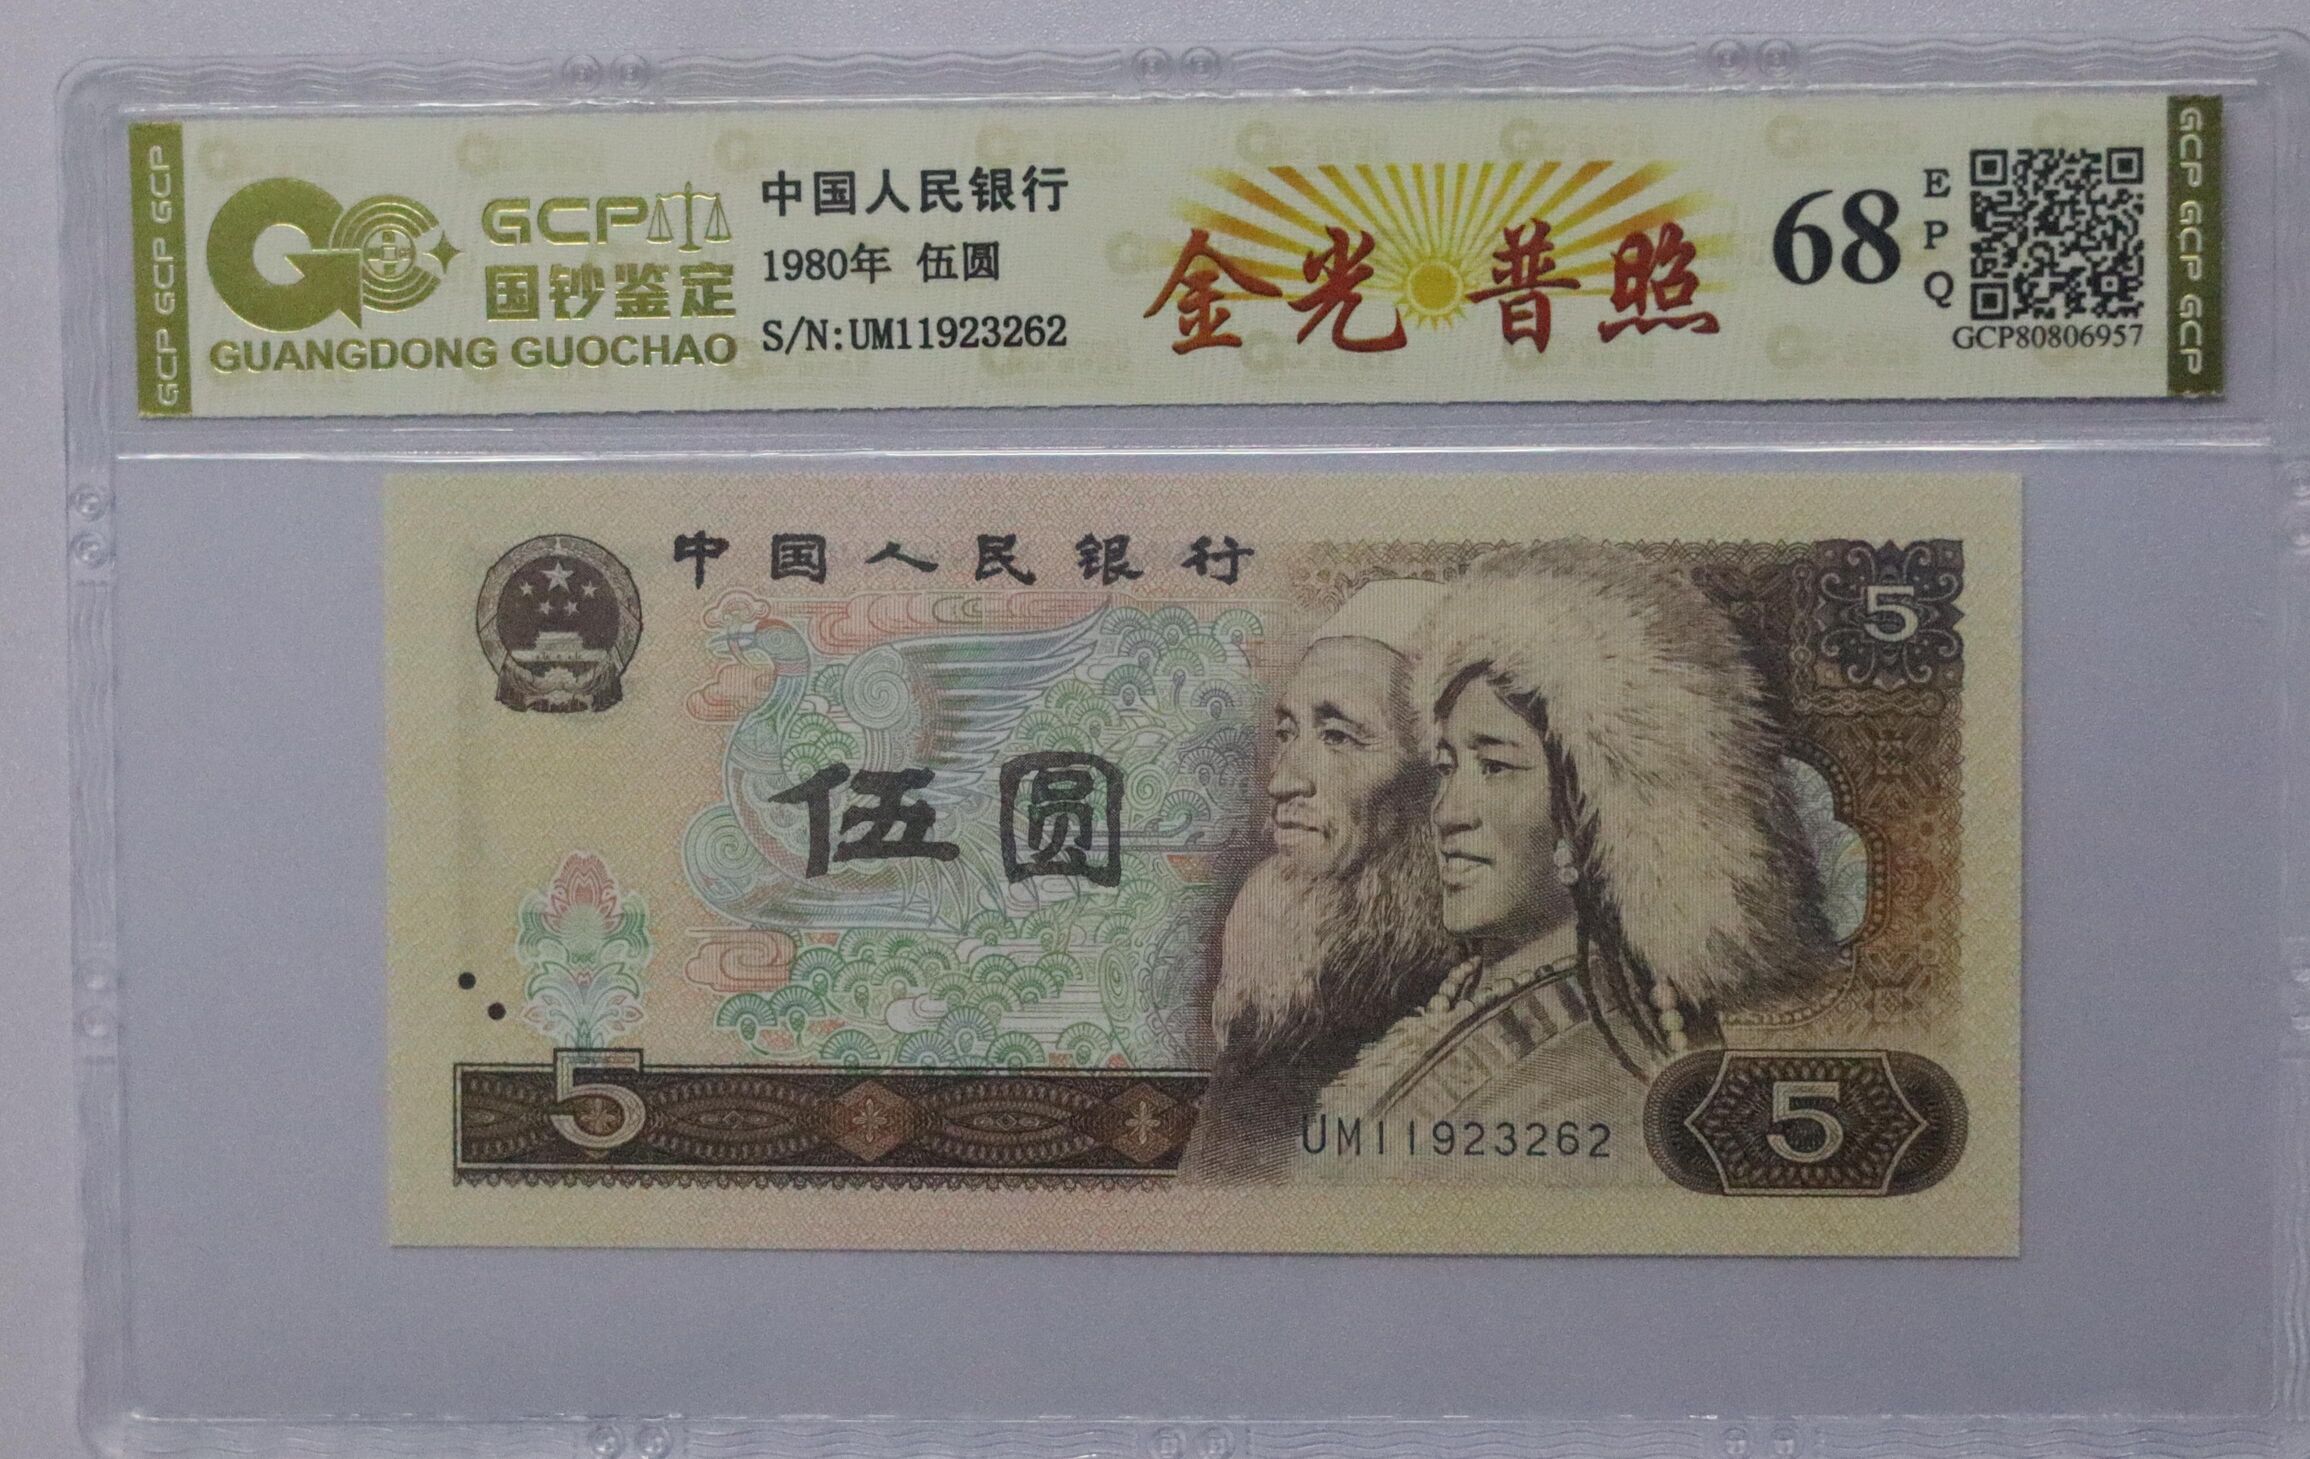 GCP GCP GCP
GCP
国钞鉴定
GUANGDONG GUOCHAO
中国人民银行
1980年 伍圆
S/N:UM11923262
金光普照
68
E
P
Q
GCP80806957
GCP GCP GCP
中国人民银行
5
伍圆
5
UM11923262
5